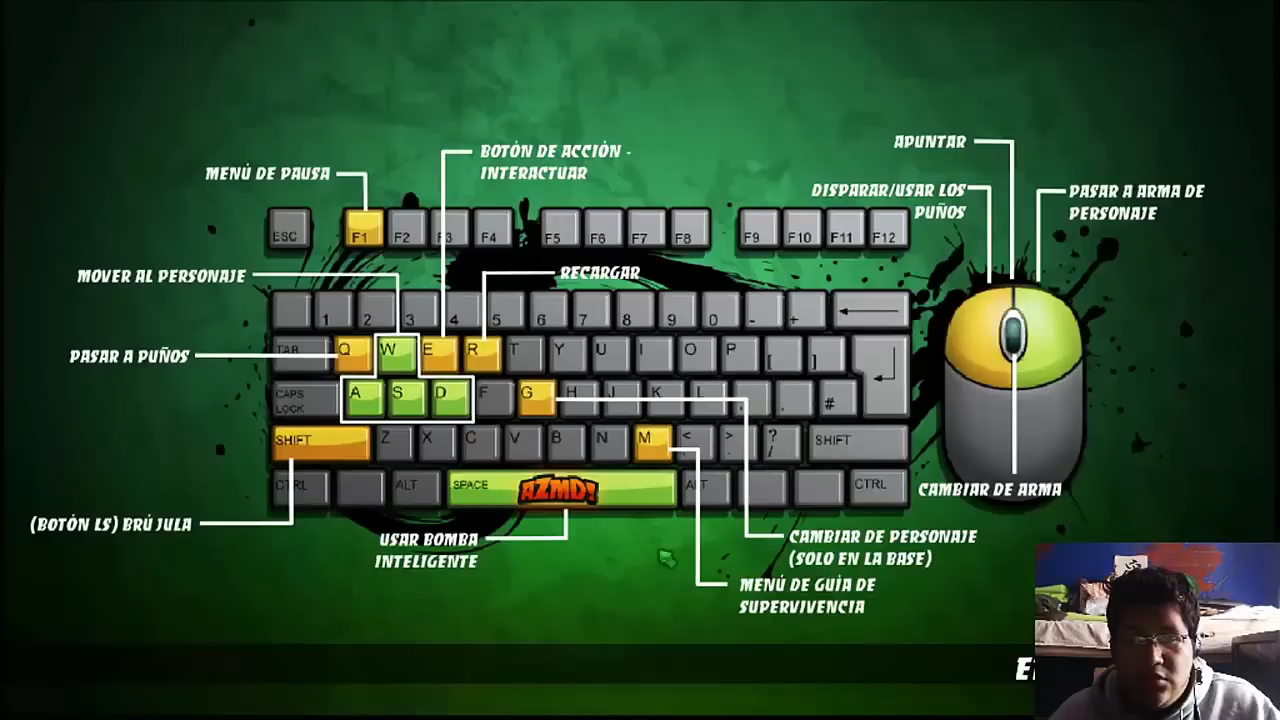 BOTÓN DE ACCIÓN -
INTERACTUAR
APUNTAR
MENÚ DE PAUSA
DISPARAR/USAR LOS
PUÑOS
PASAR A ARMA DE
PERSONAJE
ESC F1 F2 F3 F4 F5 F6 F7 F8 F9 F10 F11 F12
MOVER AL PERSONAJE
RECARGAR
1 2 3 4 5 6 7 8 9 0 - +
PASAR A PUÑOS
TAB Q W E R T Y U I O P [ ]
CAPS
LOCK
A S D F G H J K L #
SHIFT Z X C V B N M < > ? / SHIFT
CTRL ALT SPACE AZMD! ALT CTRL
CAMBIAR DE ARMA
(BOTÓN LS) BRÚJULA
USAR BOMBA
INTELIGENTE
CAMBIAR DE PERSONAJE
(SOLO EN LA BASE)
MENÚ DE GUÍA DE
SUPERVIVENCIA